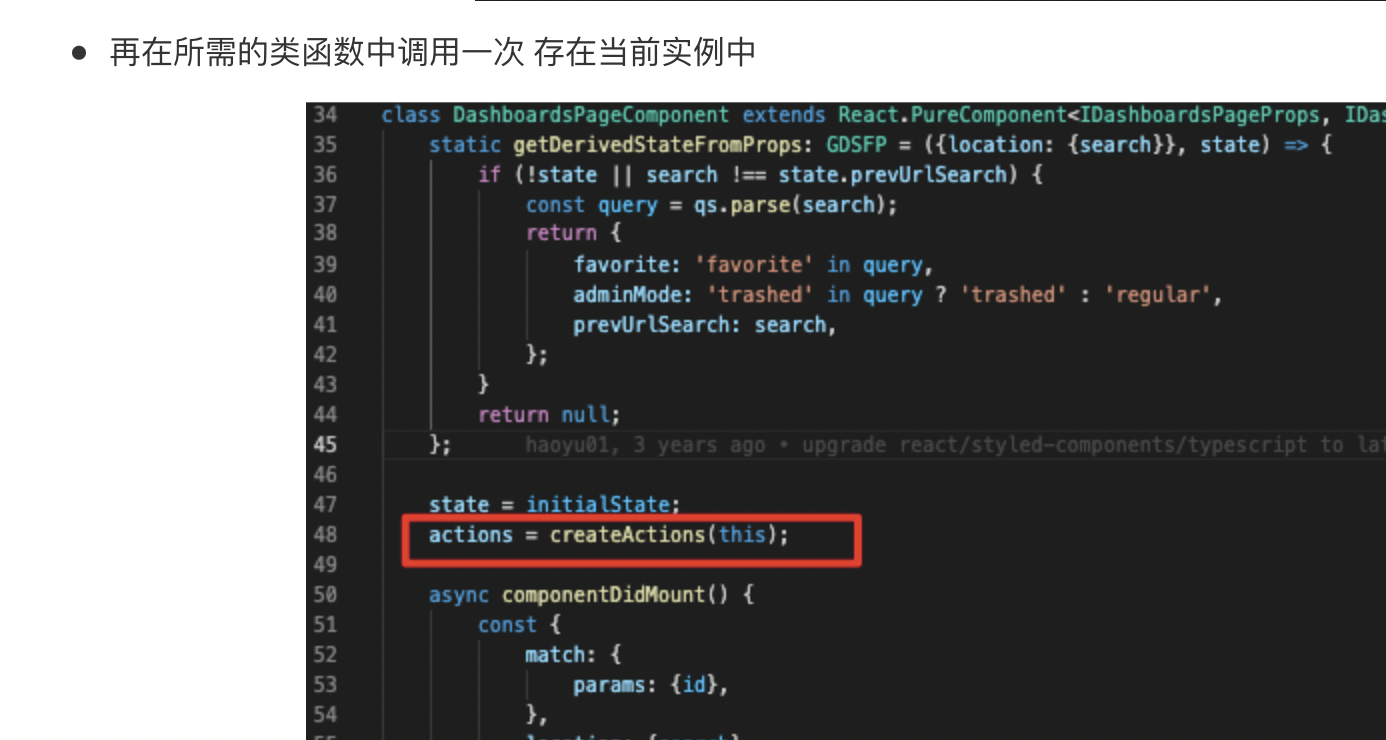 ● 再在所需的类函数中调用一次 存在当前实例中
34 class DashboardsPageComponent extends React.PureComponent<IDashboardsPageProps, IDas
35 static getDerivedStateFromProps: GDSFP = ({location: {search}}, state) => {
36 if (!state || search !== state.prevUrlSearch) {
37 const query = qs.parse(search);
38 return {
39 favorite: 'favorite' in query,
40 adminMode: 'trashed' in query ? 'trashed' : 'regular',
41 prevUrlSearch: search,
42 };
43 }
44 return null;
45 }; haoyu01, 3 years ago • upgrade react/styled-components/typescript to lat
46
47 state = initialState;
48 actions = createActions(this);
49
50 async componentDidMount() {
51 const {
52 match: {
53 params: {id},
54 },